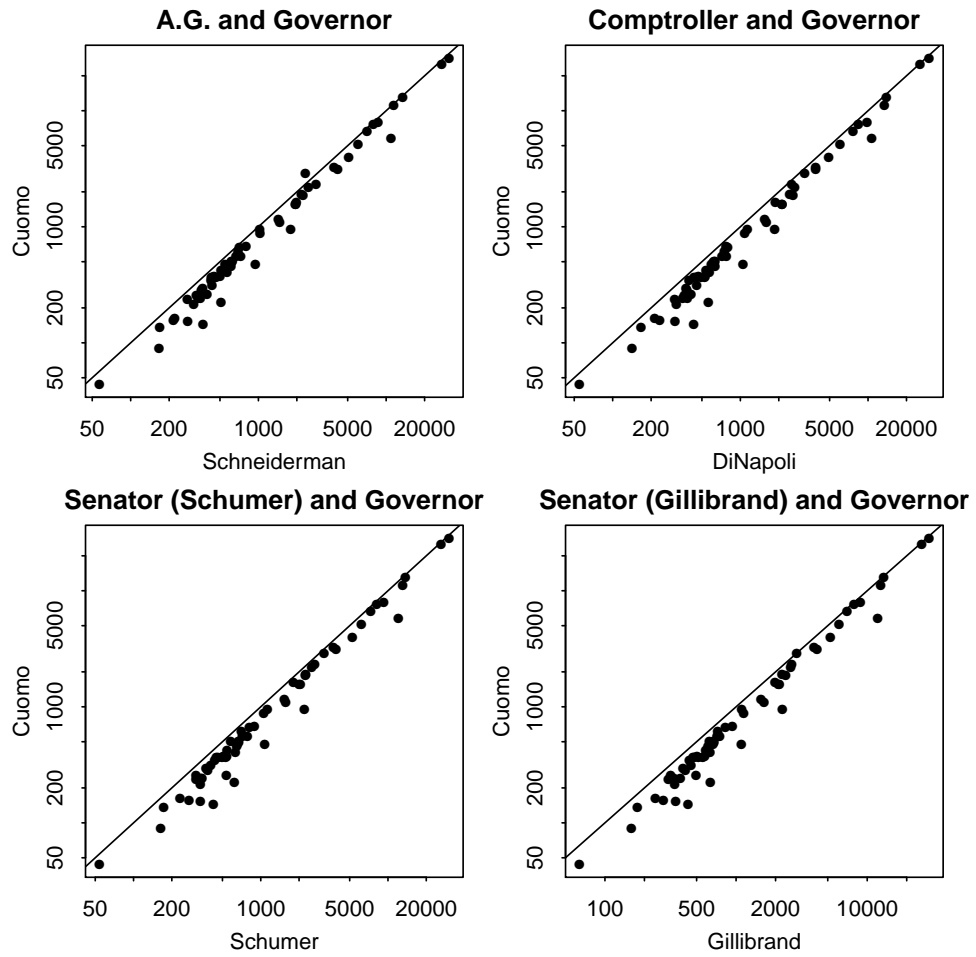 A.G. and Governor
Cuomo
5000
1000
200
50
50 200 1000 5000 20000
Schneiderman
Comptroller and Governor
Cuomo
5000
1000
200
50
50 200 1000 5000 20000
DiNapoli
Senator (Schumer) and Governor
Cuomo
5000
1000
200
50
50 200 1000 5000 20000
Schumer
Senator (Gillibrand) and Governor
Cuomo
5000
1000
200
50
100 500 2000 10000
Gillibrand